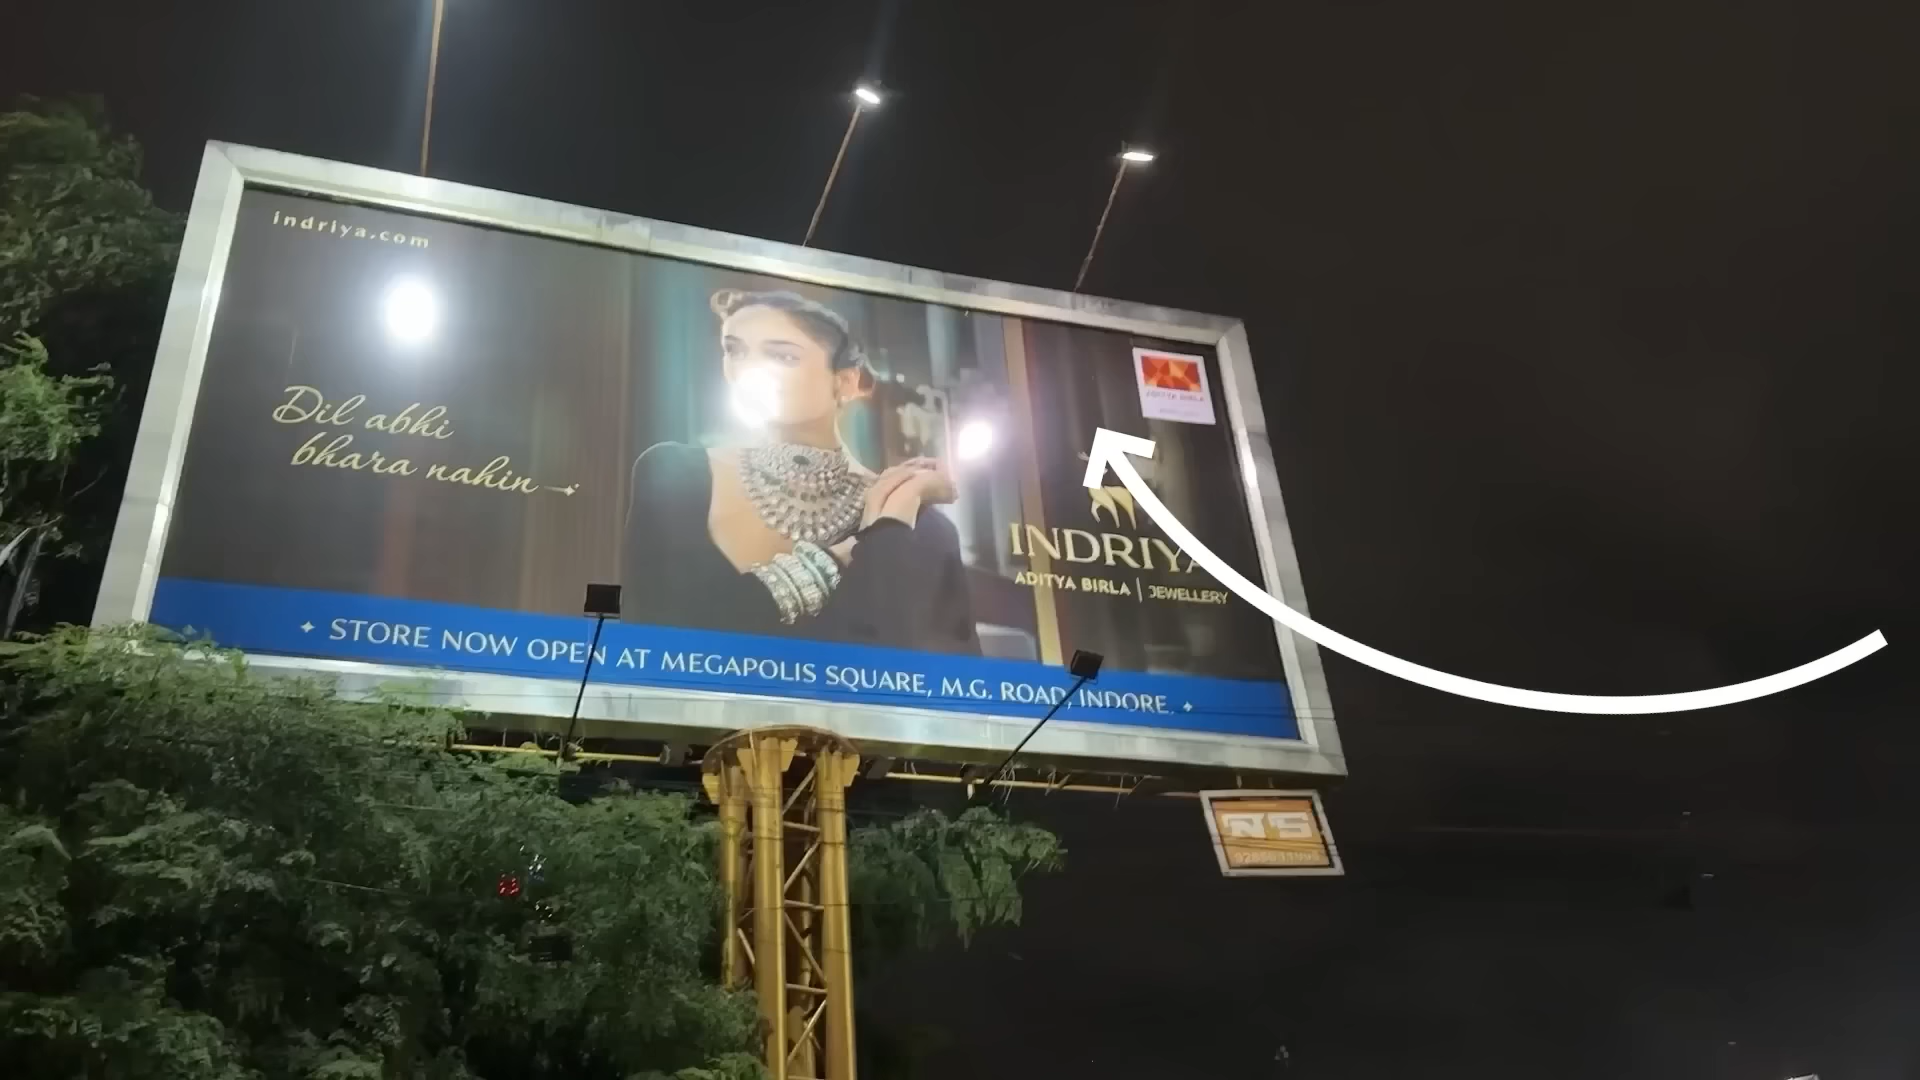 indriya.com
Dil abhi
bhara nahin
ADITYA BIRLA
INDRIYA
ADITYA BIRLA | JEWELLERY
STORE NOW OPEN AT MEGAPOLIS SQUARE, M.G. ROAD, INDORE.
NS